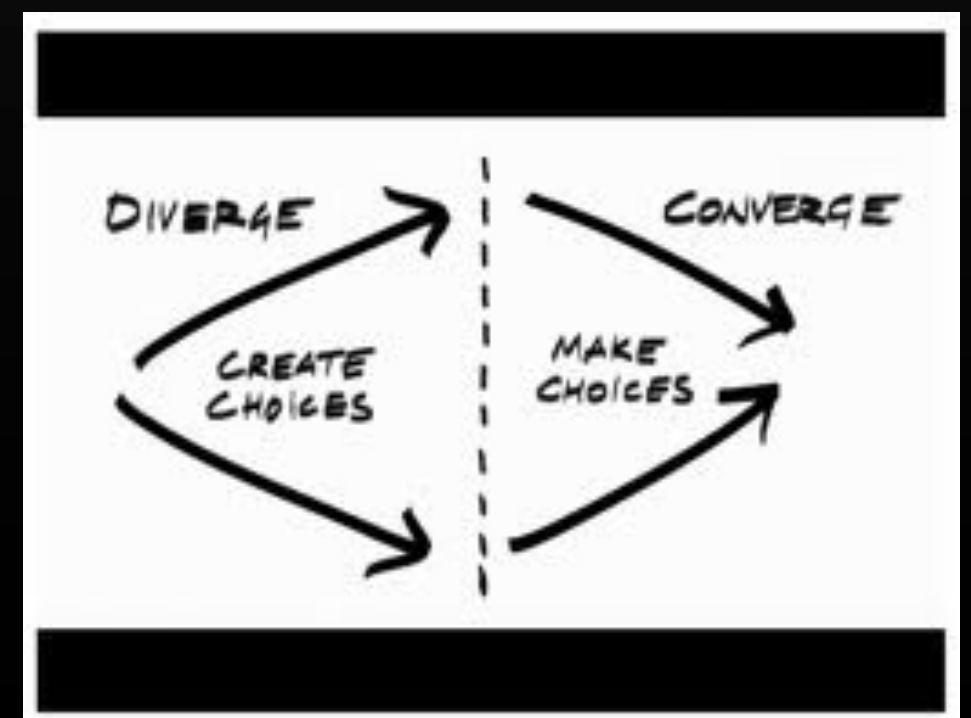 DIVERGE
CONVERGE
CREATE
CHOICES
MAKE
CHOICES